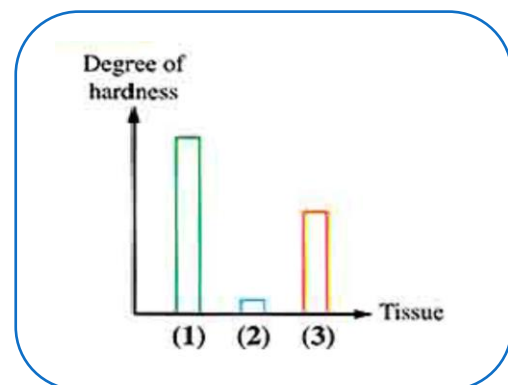 Degree of
hardness
Tissue
(1) (2) (3)